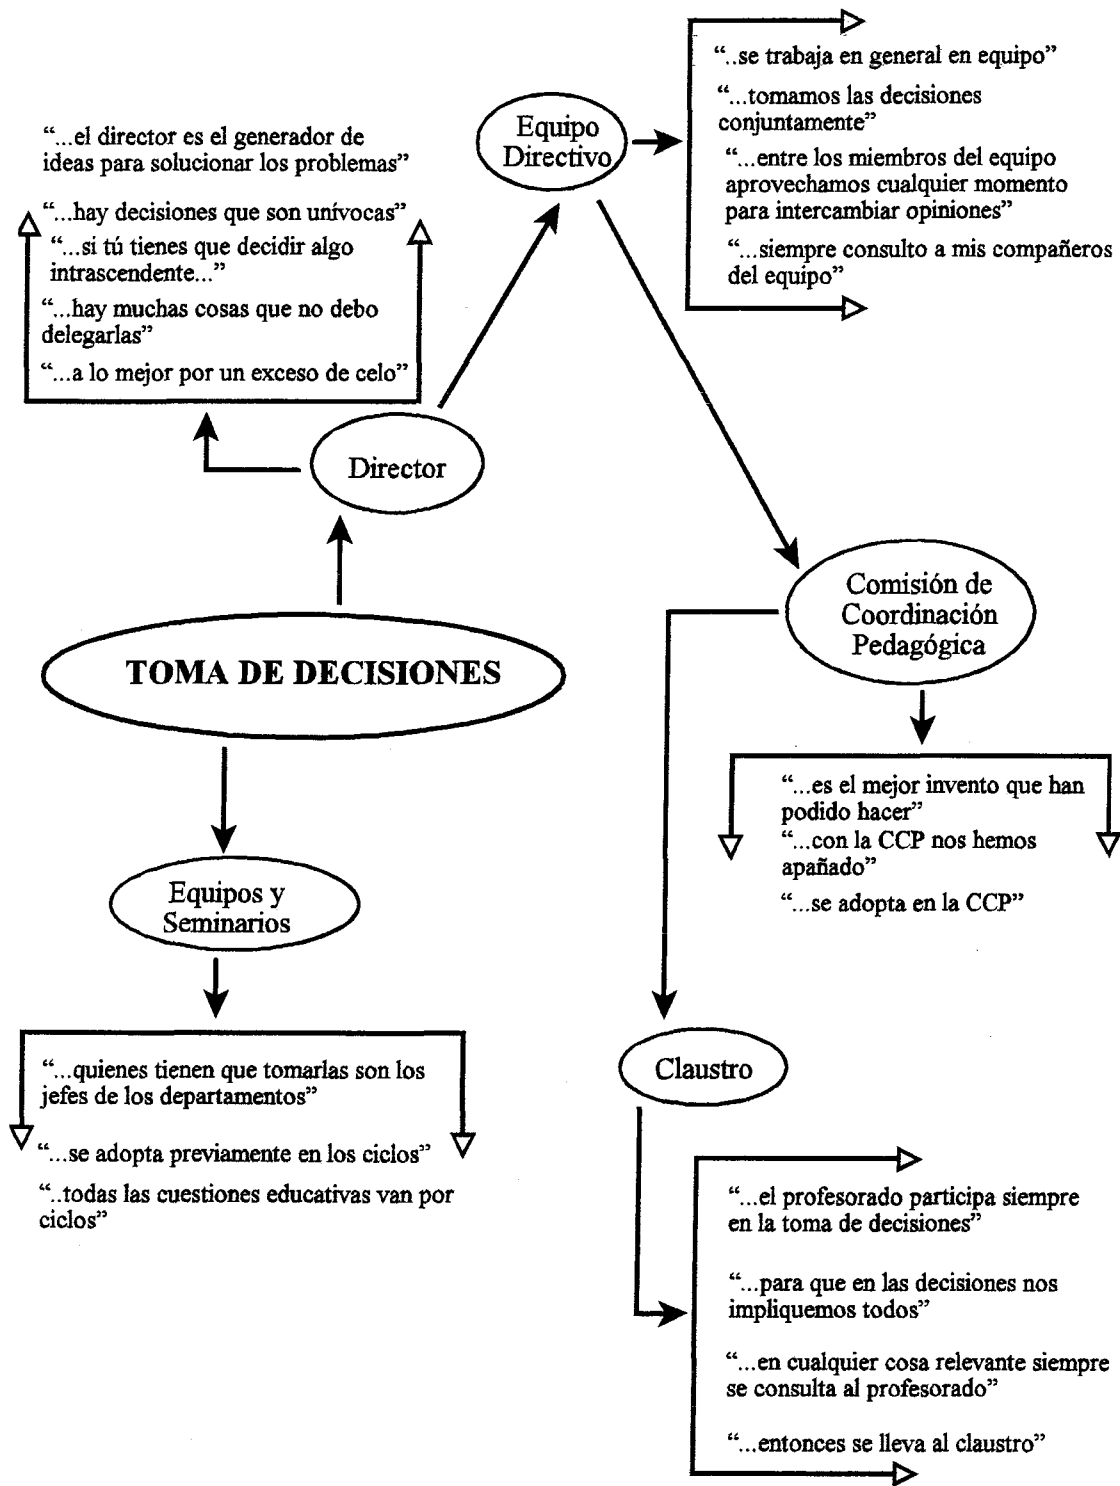 “...el director es el generador de
ideas para solucionar los problemas”
“...hay decisiones que son unívocas”
“...si tú tienes que decidir algo
intrascendente...”
“...hay muchas cosas que no debo
delegarlas”
“...a lo mejor por un exceso de celo”
Equipo
Directivo
“..se trabaja en general en equipo”
“...tomamos las decisiones
conjuntamente”
“...entre los miembros del equipo
aprovechamos cualquier momento
para intercambiar opiniones”
“...siempre consulto a mis compañeros
del equipo”
Director
TOMA DE DECISIONES
Comisión de
Coordinación
Pedagógica
“...es el mejor invento que han
podido hacer”
“...con la CCP nos hemos
apañado”
“...se adopta en la CCP”
Equipos y
Seminarios
“...quienes tienen que tomarlas son los
jefes de los departamentos”
“...se adopta previamente en los ciclos”
“..todas las cuestiones educativas van por
ciclos”
Claustro
“...el profesorado participa siempre
en la toma de decisiones”
“...para que en las decisiones nos
impliquemos todos”
“...en cualquier cosa relevante siempre
se consulta al profesorado”
“...entonces se lleva al claustro”